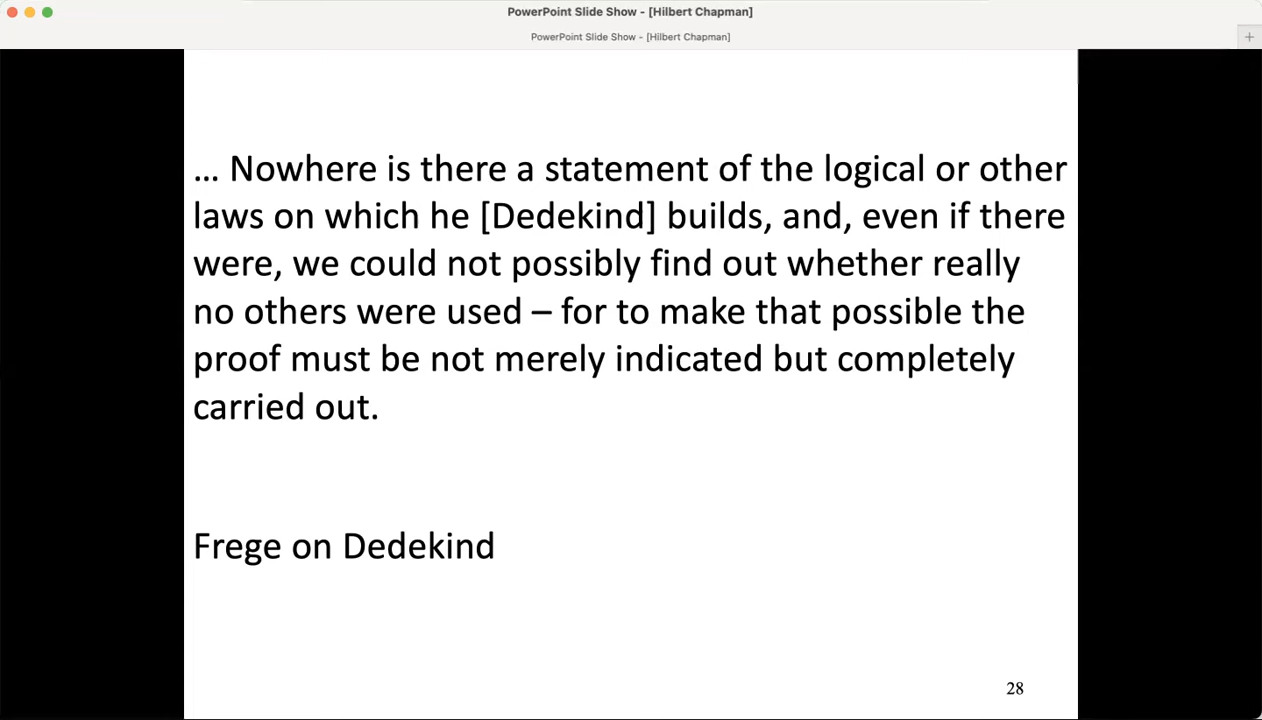 PowerPoint Slide Show - [Hilbert Chapman]
PowerPoint Slide Show - [Hilbert Chapman]
... Nowhere is there a statement of the logical or other
laws on which he [Dedekind] builds, and, even if there
were, we could not possibly find out whether really
no others were used – for to make that possible the
proof must be not merely indicated but completely
carried out.
Frege on Dedekind
28